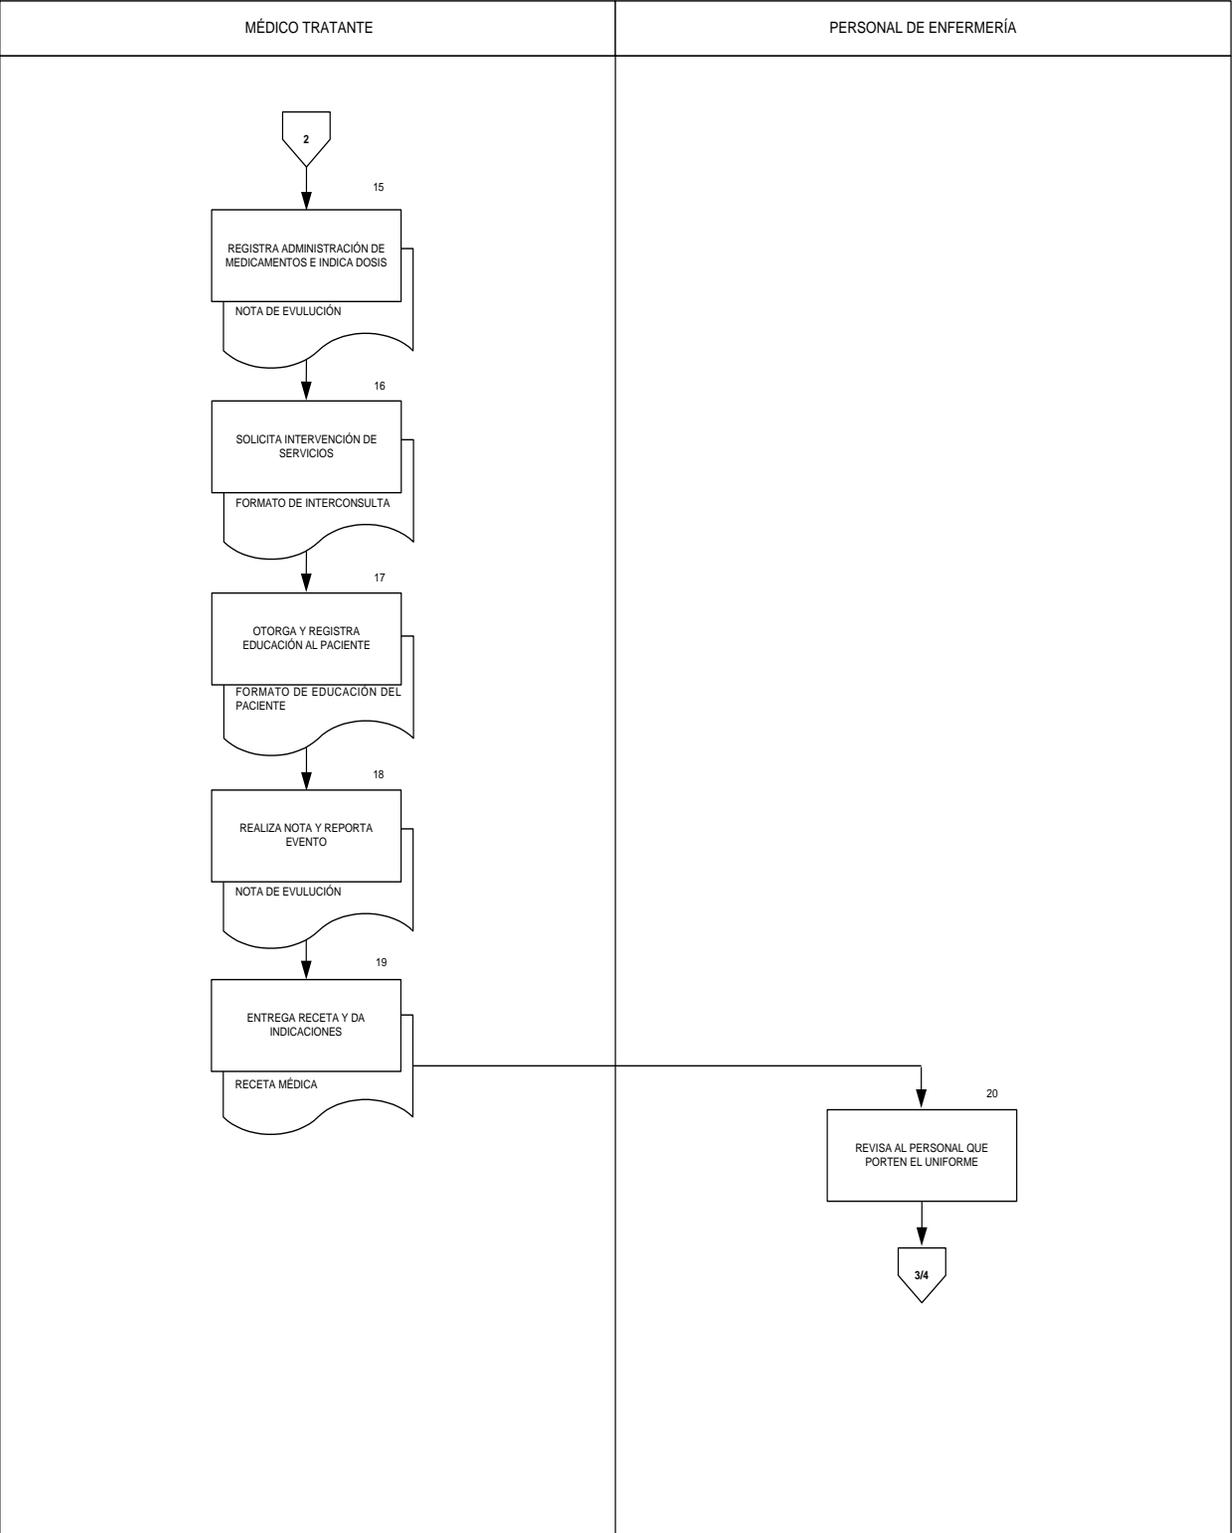 MÉDICO TRATANTE
PERSONAL DE ENFERMERÍA
2
15
REGISTRA ADMINISTRACIÓN DE
MEDICAMENTOS E INDICA DOSIS
NOTA DE EVULUCIÓN
16
SOLICITA INTERVENCIÓN DE
SERVICIOS
FORMATO DE INTERCONSULTA
17
OTORGA Y REGISTRA
EDUCACIÓN AL PACIENTE
FORMATO DE EDUCACIÓN DEL
PACIENTE
18
REALIZA NOTA Y REPORTA
EVENTO
NOTA DE EVULUCIÓN
19
ENTREGA RECETA Y DA
INDICACIONES
RECETA MÉDICA
20
REVISA AL PERSONAL QUE
PORTEN EL UNIFORME
3/4